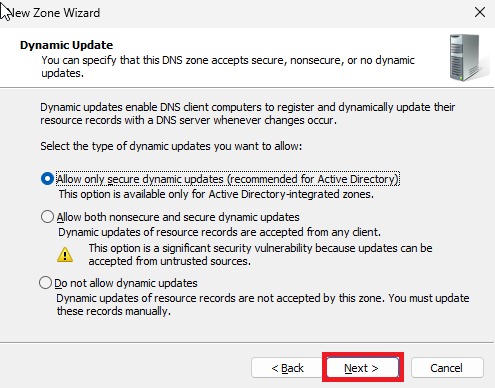 New Zone Wizard
Dynamic Update
You can specify that this DNS zone accepts secure, nonsecure, or no dynamic
updates.
Dynamic updates enable DNS client computers to register and dynamically update their
resource records with a DNS server whenever changes occur.
Select the type of dynamic updates you want to allow:
Allow only secure dynamic updates (recommended for Active Directory)
This option is available only for Active Directory-integrated zones.
Allow both nonsecure and secure dynamic updates
Dynamic updates of resource records are accepted from any client.
This option is a significant security vulnerability because updates can be
accepted from untrusted sources.
Do not allow dynamic updates
Dynamic updates of resource records are not accepted by this zone. You must update
these records manually.
< Back Next > Cancel